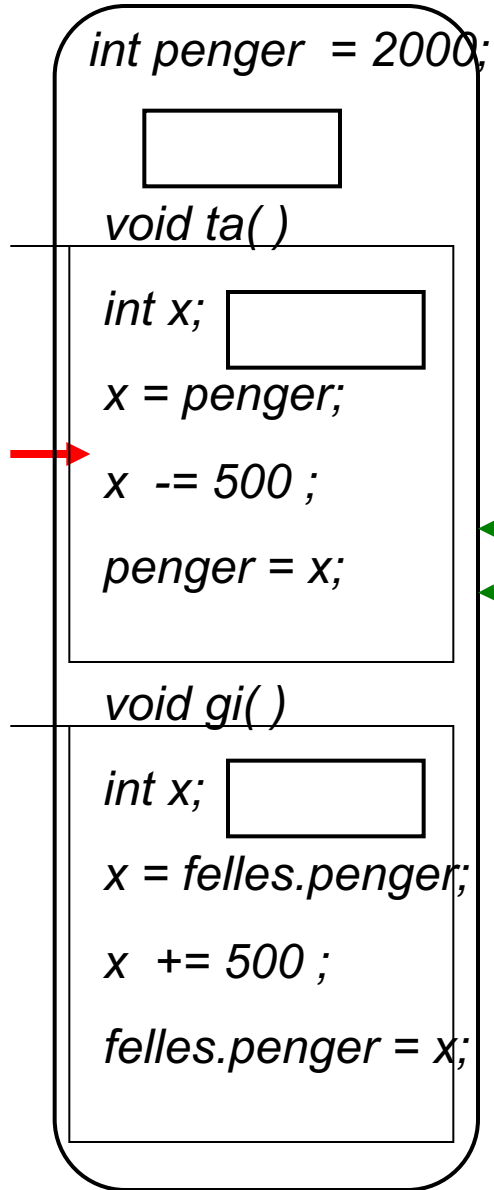 int penger = 2000;
void ta( )
int x;
x = penger;
x -= 500 ;
penger = x;
void gi( )
int x;
x = felles.penger;
x += 500 ;
felles.penger = x;